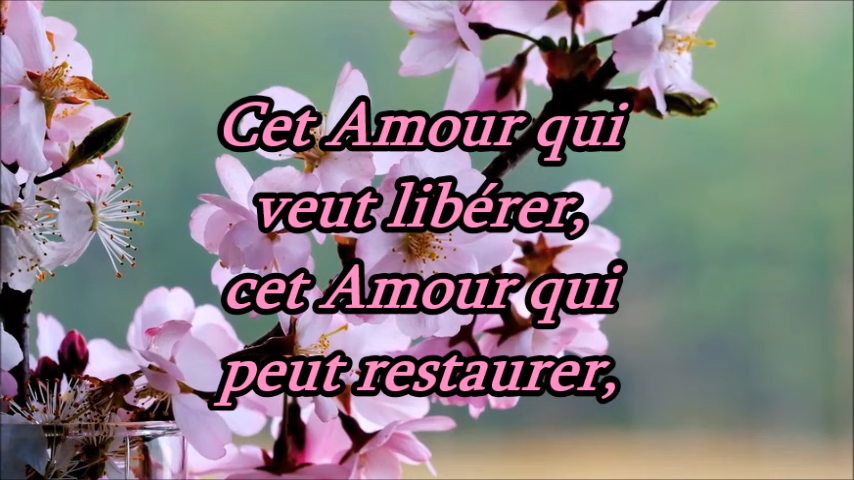 Cet Amour qui
veut libérer,
cet Amour qui
peut restaurer,